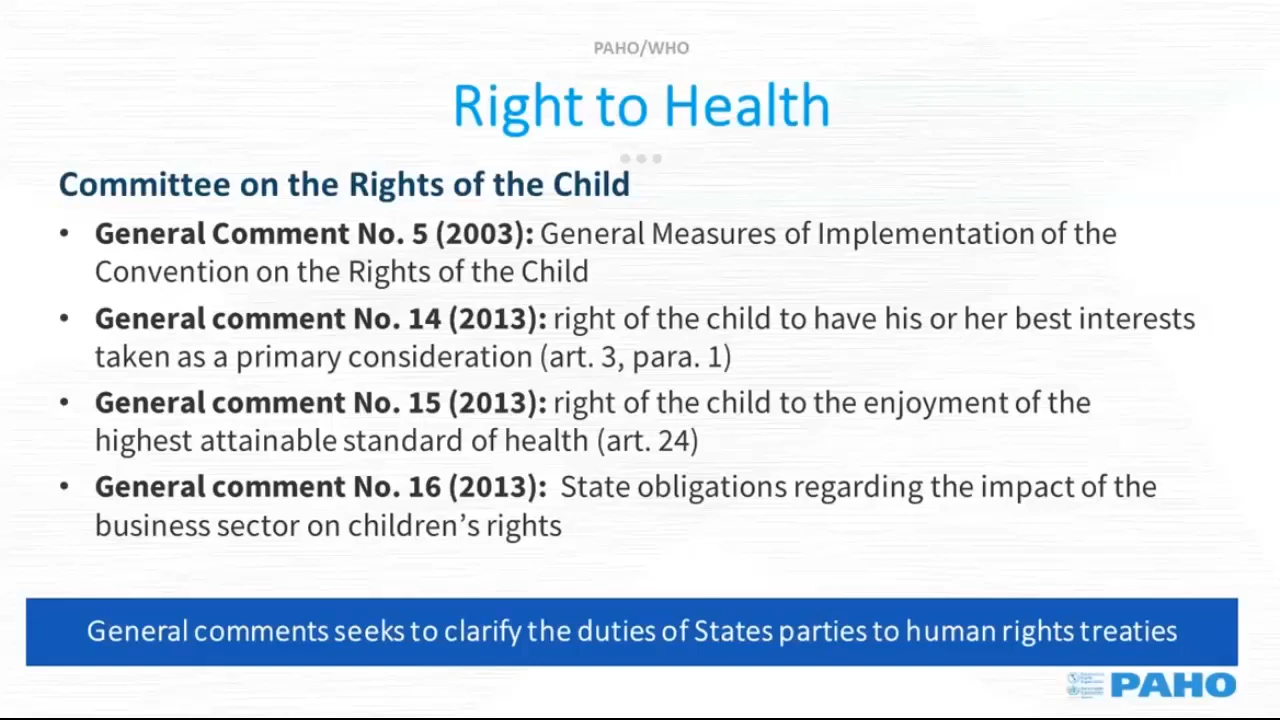 PAHO/WHO
Right to Health
Committee on the Rights of the Child
• General Comment No. 5 (2003): General Measures of Implementation of the
Convention on the Rights of the Child
• General comment No. 14 (2013): right of the child to have his or her best interests
taken as a primary consideration (art. 3, para. 1)
• General comment No. 15 (2013): right of the child to the enjoyment of the
highest attainable standard of health (art. 24)
• General comment No. 16 (2013):  State obligations regarding the impact of the
business sector on children’s rights
General comments seeks to clarify the duties of States parties to human rights treaties
PAHO